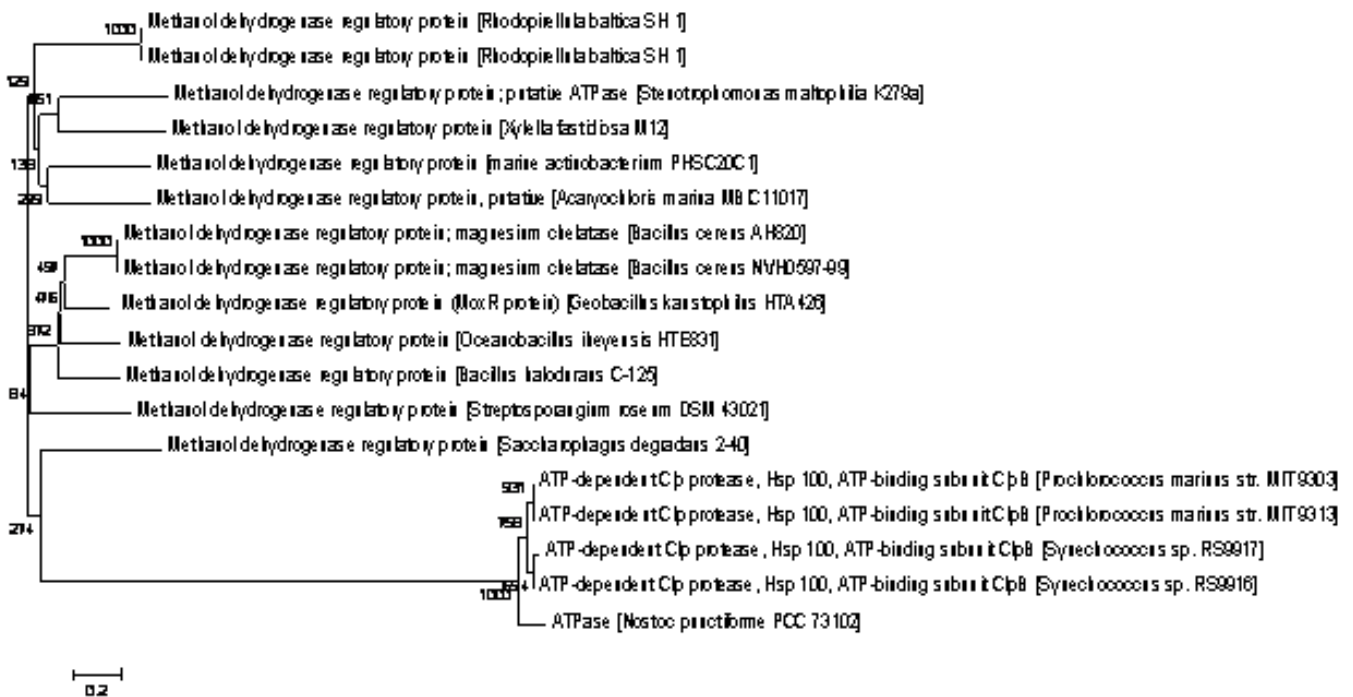 Methanol dehydrogenase regulatory protein [Rhodopirellula baltica SH 1]
1000
Methanol dehydrogenase regulatory protein [Rhodopirellula baltica SH 1]
129
Methanol dehydrogenase regulatory protein; putative ATPase [Stenotrophomonas maltophilia K279a]
Methanol dehydrogenase regulatory protein [Xylella fastidiosa M12]
Methanol dehydrogenase regulatory protein [marine actinobacterium PHSC20C1]
Methanol dehydrogenase regulatory protein, putative [Acaryochloris marina MBIC11017]
Methanol dehydrogenase regulatory protein; magnesium chelatase [Bacillus cereus AH820]
1000
Methanol dehydrogenase regulatory protein; magnesium chelatase [Bacillus cereus NVH0597-99]
Methanol dehydrogenase regulatory protein (MoxR protein) [Geobacillus kaustophilus HTA426]
Methanol dehydrogenase regulatory protein [Oceanobacillus iheyensis HTE831]
Methanol dehydrogenase regulatory protein [Bacillus halodurans C-125]
84
Methanol dehydrogenase regulatory protein [Streptosporangium roseum DSM 43021]
Methanol dehydrogenase regulatory protein [Saccharophagus degradans 2-40]
ATP-dependent Clp protease, Hsp 100, ATP-binding subunit ClpB [Prochlorococcus marinus str. MIT9303]
ATP-dependent Clp protease, Hsp 100, ATP-binding subunit ClpB [Prochlorococcus marinus str. MIT9313]
274
ATP-dependent Clp protease, Hsp 100, ATP-binding subunit ClpB [Synechococcus sp. RS9917]
ATP-dependent Clp protease, Hsp 100, ATP-binding subunit ClpB [Synechococcus sp. RS9916]
1000
ATPase [Nostoc punctiforme PCC 73102]
0.2